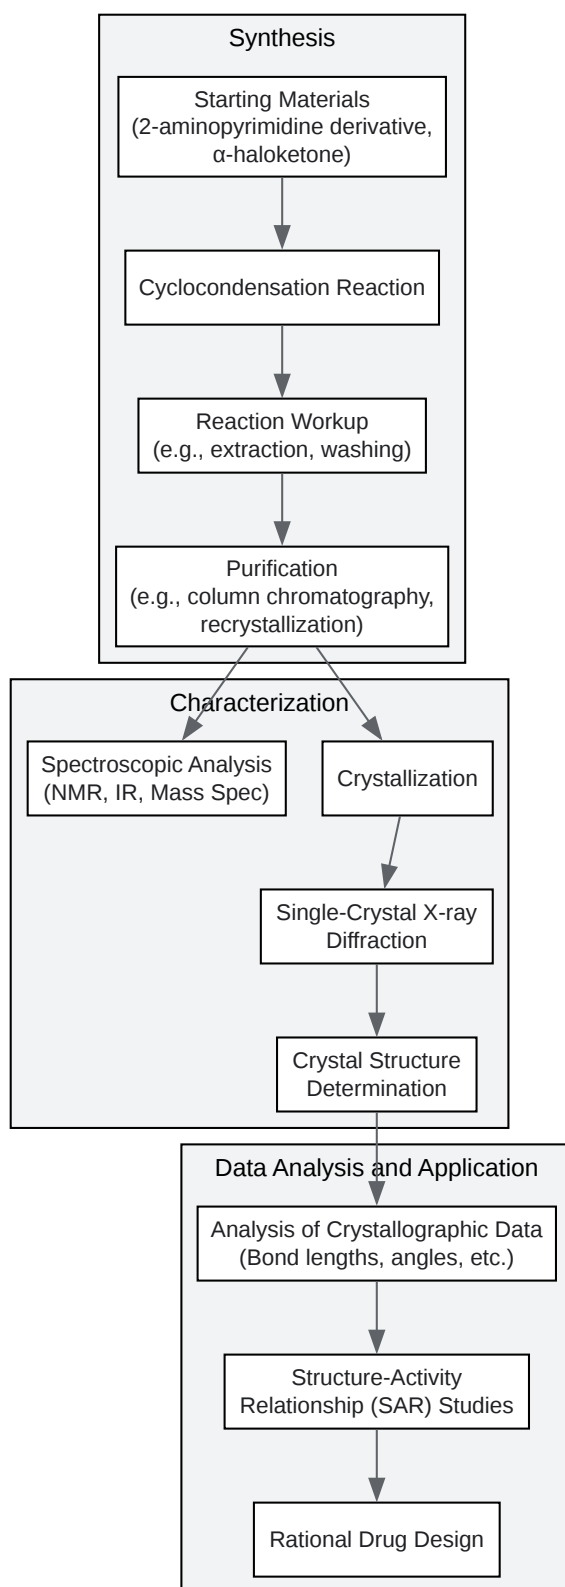 Synthesis
Starting Materials
(2-aminopyrimidine derivative,
α-haloketone)
Cyclocondensation Reaction
Reaction Workup
(e.g., extraction, washing)
Purification
(e.g., column chromatography,
recrystallization)
Characterization
Spectroscopic Analysis
(NMR, IR, Mass Spec)
Crystallization
Single-Crystal X-ray
Diffraction
Crystal Structure
Determination
Data Analysis and Application
Analysis of Crystallographic Data
(Bond lengths, angles, etc.)
Structure-Activity
Relationship (SAR) Studies
Rational Drug Design